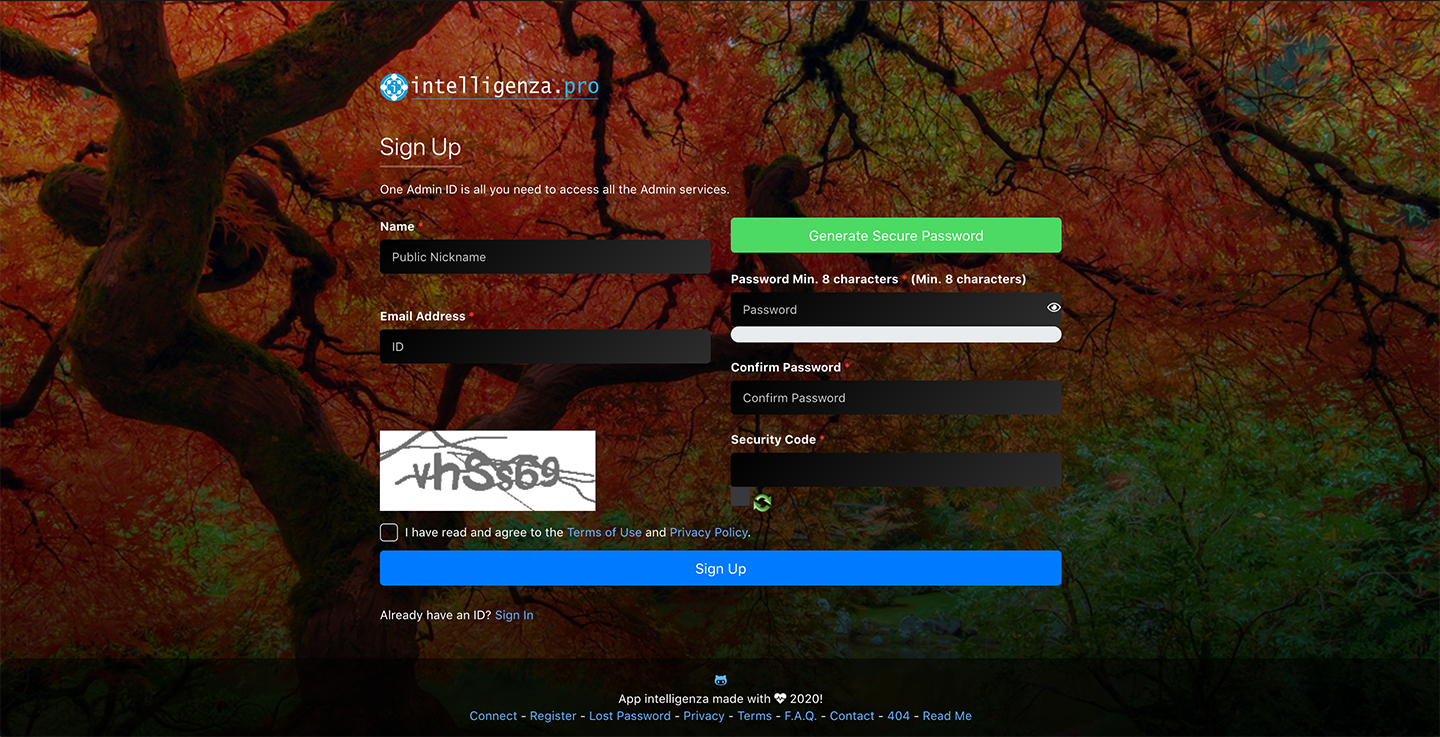 intelligenza.pro
Sign Up
One Admin ID is all you need to access all the Admin services.
Name *
Public Nickname
Email Address *
ID
Generate Secure Password
Password Min. 8 characters * (Min. 8 characters)
Password
Confirm Password *
Confirm Password
Security Code *
vhSs69
I have read and agree to the Terms of Use and Privacy Policy.
Sign Up
Already have an ID? Sign In
App intelligenza made with 2020!
Connect - Register - Lost Password - Privacy - Terms - F.A.Q. - Contact - 404 - Read Me